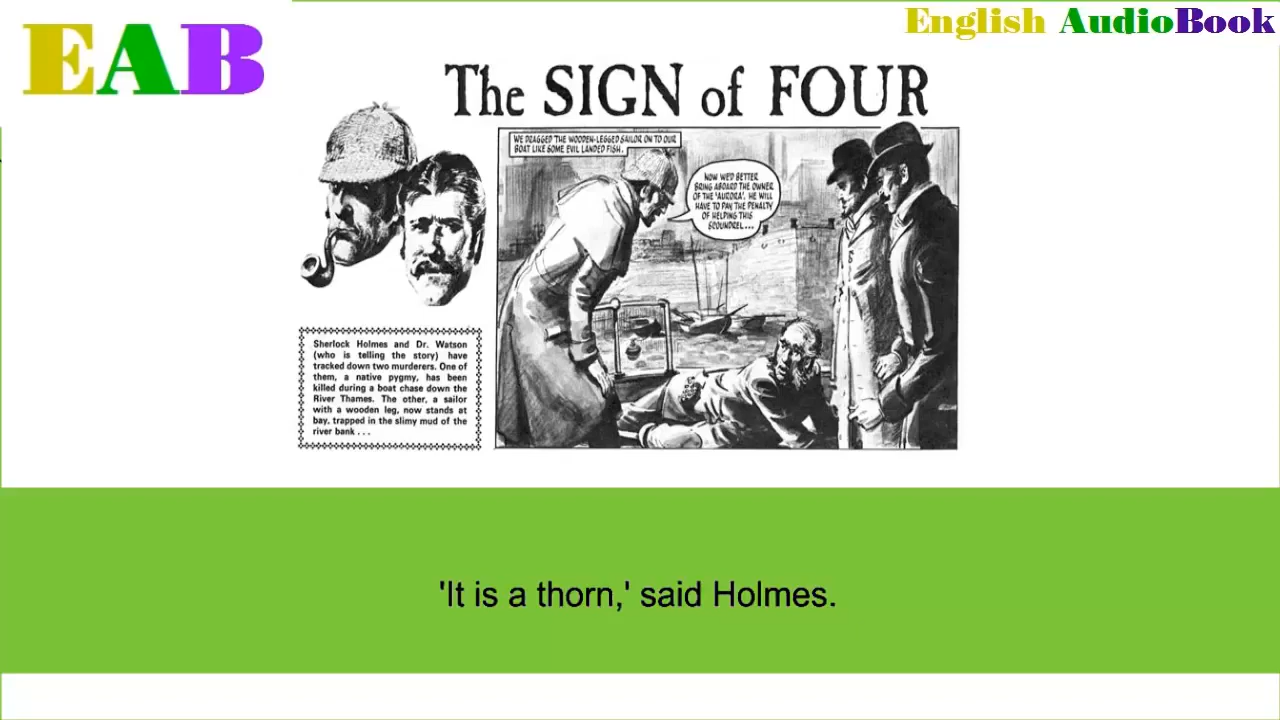 EAB
English AudioBook
The SIGN of FOUR
WE DRAGGED THE WOODEN-LEGGED SAILOR ON TO OUR
BOAT LIKE SOME EVIL LANDED FISH.
NOW WE'D BETTER
BRING ABOARD THE OWNER
OF THE 'AURORA'. HE WILL
HAVE TO PAY THE PENALTY
OF HELPING THIS
SCOUNDREL...
Sherlock Holmes and Dr. Watson
(who is telling the story) have
tracked down two murderers. One of
them, a native pygmy, has been
killed during a boat chase down the
River Thames. The other, a sailor
with a wooden leg, now stands at
bay, trapped in the slimy mud of the
river bank . . .
'It is a thorn,' said Holmes.